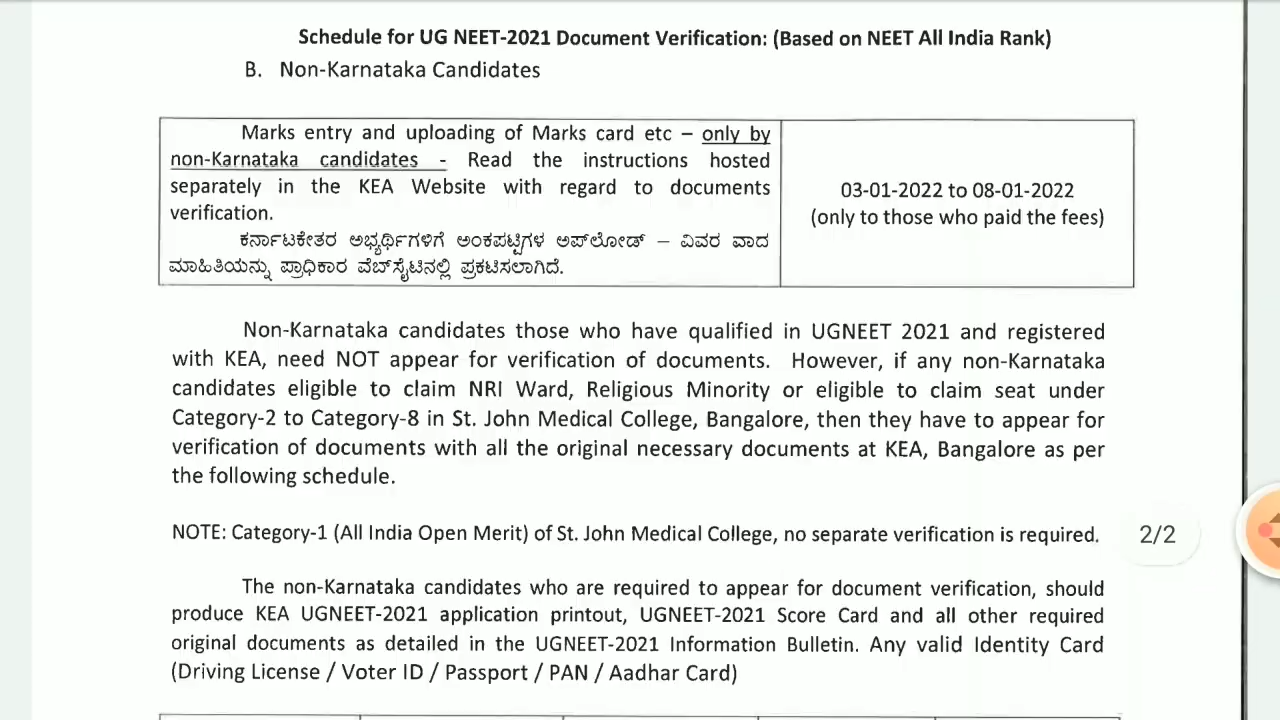 Schedule for UG NEET-2021 Document Verification: (Based on NEET All India Rank)
B. Non-Karnataka Candidates
Marks entry and uploading of Marks card etc – only by
non-Karnataka candidates - Read the instructions hosted
separately in the KEA Website with regard to documents
verification.
ಕರ್ನಾಟಕೇತರ ಅಭ್ಯರ್ಥಿಗಳಿಗೆ ಅಂಕಪಟ್ಟಿಗಳ ಅಪ್‌ಲೋಡ್ – ವಿವರ ವಾದ
ಮಾಹಿತಿಯನ್ನು ಪ್ರಾಧಿಕಾರ ವೆಬ್‌ಸೈಟಿನಲ್ಲಿ ಪ್ರಕಟಿಸಲಾಗಿದೆ.
03-01-2022 to 08-01-2022
(only to those who paid the fees)
Non-Karnataka candidates those who have qualified in UGNEET 2021 and registered
with KEA, need NOT appear for verification of documents. However, if any non-Karnataka
candidates eligible to claim NRI Ward, Religious Minority or eligible to claim seat under
Category-2 to Category-8 in St. John Medical College, Bangalore, then they have to appear for
verification of documents with all the original necessary documents at KEA, Bangalore as per
the following schedule.
NOTE: Category-1 (All India Open Merit) of St. John Medical College, no separate verification is required.
2/2
The non-Karnataka candidates who are required to appear for document verification, should
produce KEA UGNEET-2021 application printout, UGNEET-2021 Score Card and all other required
original documents as detailed in the UGNEET-2021 Information Bulletin. Any valid Identity Card
(Driving License / Voter ID / Passport / PAN / Aadhar Card)